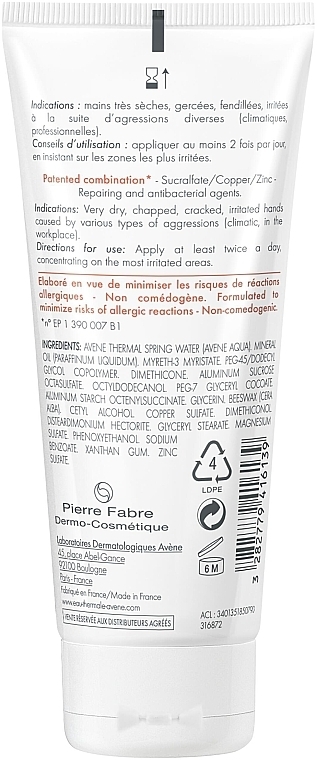 Indications : mains très sèches, gercées, fendillées, irritées
à la suite d'agressions diverses (climatiques,
professionnelles).
Conseils d'utilisation : appliquer au moins 2 fois par jour,
en insistant sur les zones les plus irritées.
Patented combination* - Sucralfate/Copper/Zinc -
Repairing and antibacterial agents.
Indications: Very dry, chapped, cracked, irritated hands
caused by various types of aggressions (climatic, in the
workplace).
Directions for use: Apply at least twice a day,
concentrating on the most irritated areas.
Elaboré en vue de minimiser les risques de réactions
allergiques - Non comédogène. Formulated to
minimize risks of allergic reactions - Non-comedogenic.
*n° EP 1 390 007 B1
INGREDIENTS: AVENE THERMAL SPRING WATER (AVENE AQUA). MINERAL
OIL (PARAFFINUM LIQUIDUM). MYRETH-3 MYRISTATE. PEG-45/DODECYL
GLYCOL COPOLYMER. DIMETHICONE. ALUMINUM SUCROSE
OCTASULFATE. OCTYLDODECANOL. PEG-7 GLYCERYL COCOATE.
ALUMINUM STARCH OCTENYLSUCCINATE. GLYCERIN. BEESWAX (CERA
ALBA). CETYL ALCOHOL. COPPER SULFATE. DIMETHICONOL.
DISTEARDIMONIUM HECTORITE. GLYCERYL STEARATE. MAGNESIUM
SULFATE. PHENOXYETHANOL. SODIUM
BENZOATE. XANTHAN GUM. ZINC
SULFATE.
4
LDPE
3 282779 416139
Pierre Fabre
Dermo-Cosmétique
Laboratoires Dermatologiques Avène
45, place Abel-Gance
92100 Boulogne
Paris-France
Fabriqué en France/Made in France
www.eau-thermale-avene.com
6 M
VENTE RÉSERVÉE AUX DISTRIBUTEURS AGRÉÉS
ACL : 3401351850790
316872